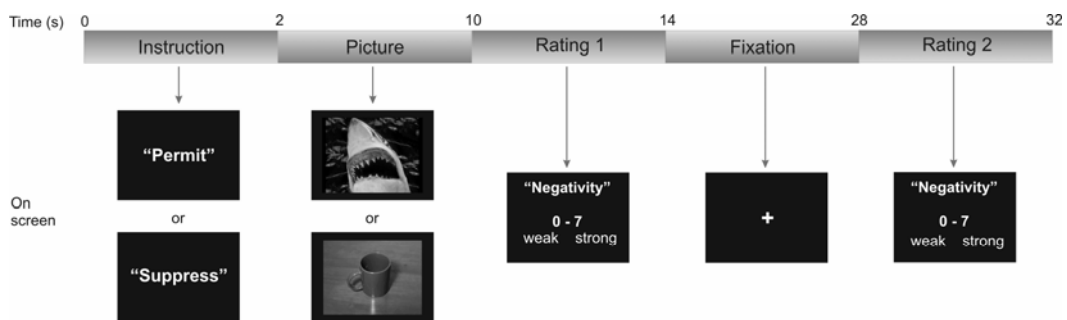 Time (s) 0 2 10 14 28 32
Instruction Picture Rating 1 Fixation Rating 2
“Permit”
or or
“Suppress”
“Negativity”
0 - 7
weak strong
+
“Negativity”
0 - 7
weak strong
On
screen